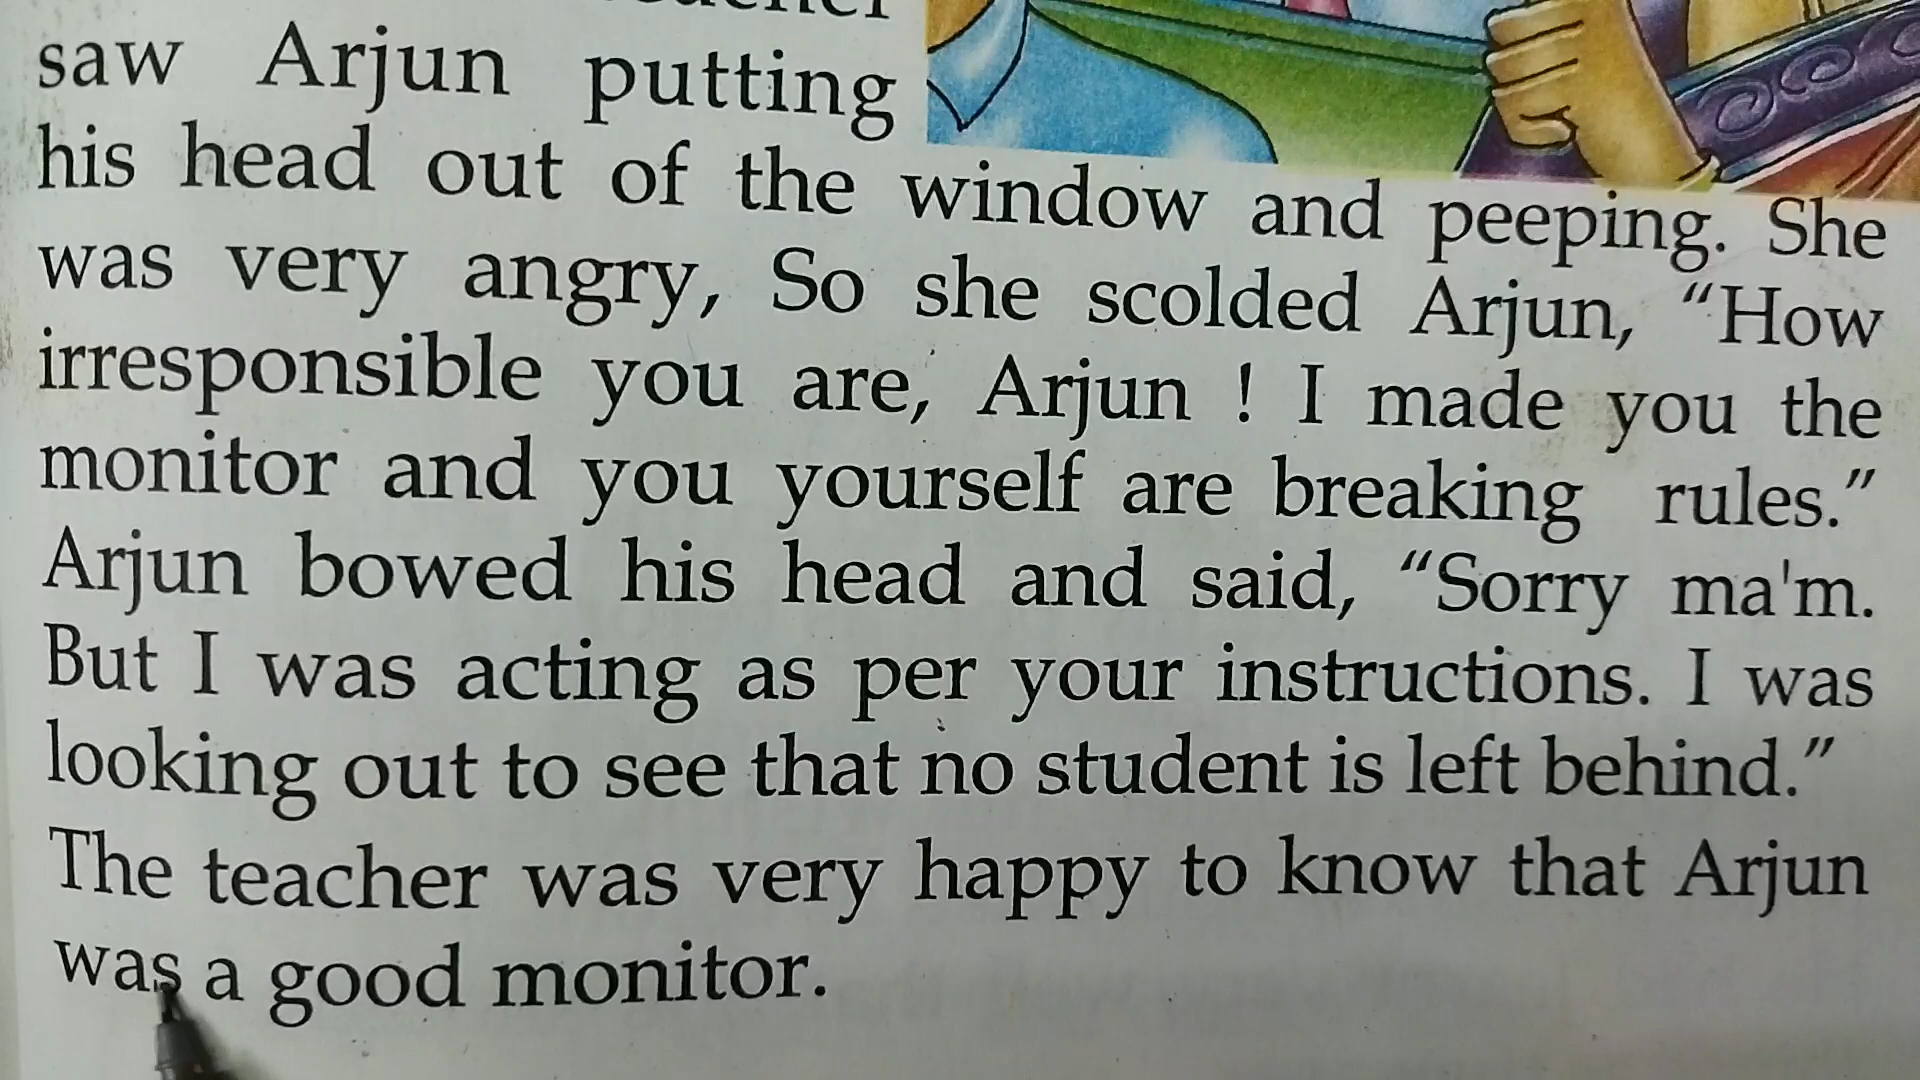 saw Arjun putting
his head out of the window and peeping. She
was very angry, So she scolded Arjun, “How
irresponsible you are, Arjun ! I made you the
monitor and you yourself are breaking rules.”
Arjun bowed his head and said, “Sorry ma'm.
But I was acting as per your instructions. I was
looking out to see that no student is left behind.”
The teacher was very happy to know that Arjun
was a good monitor.